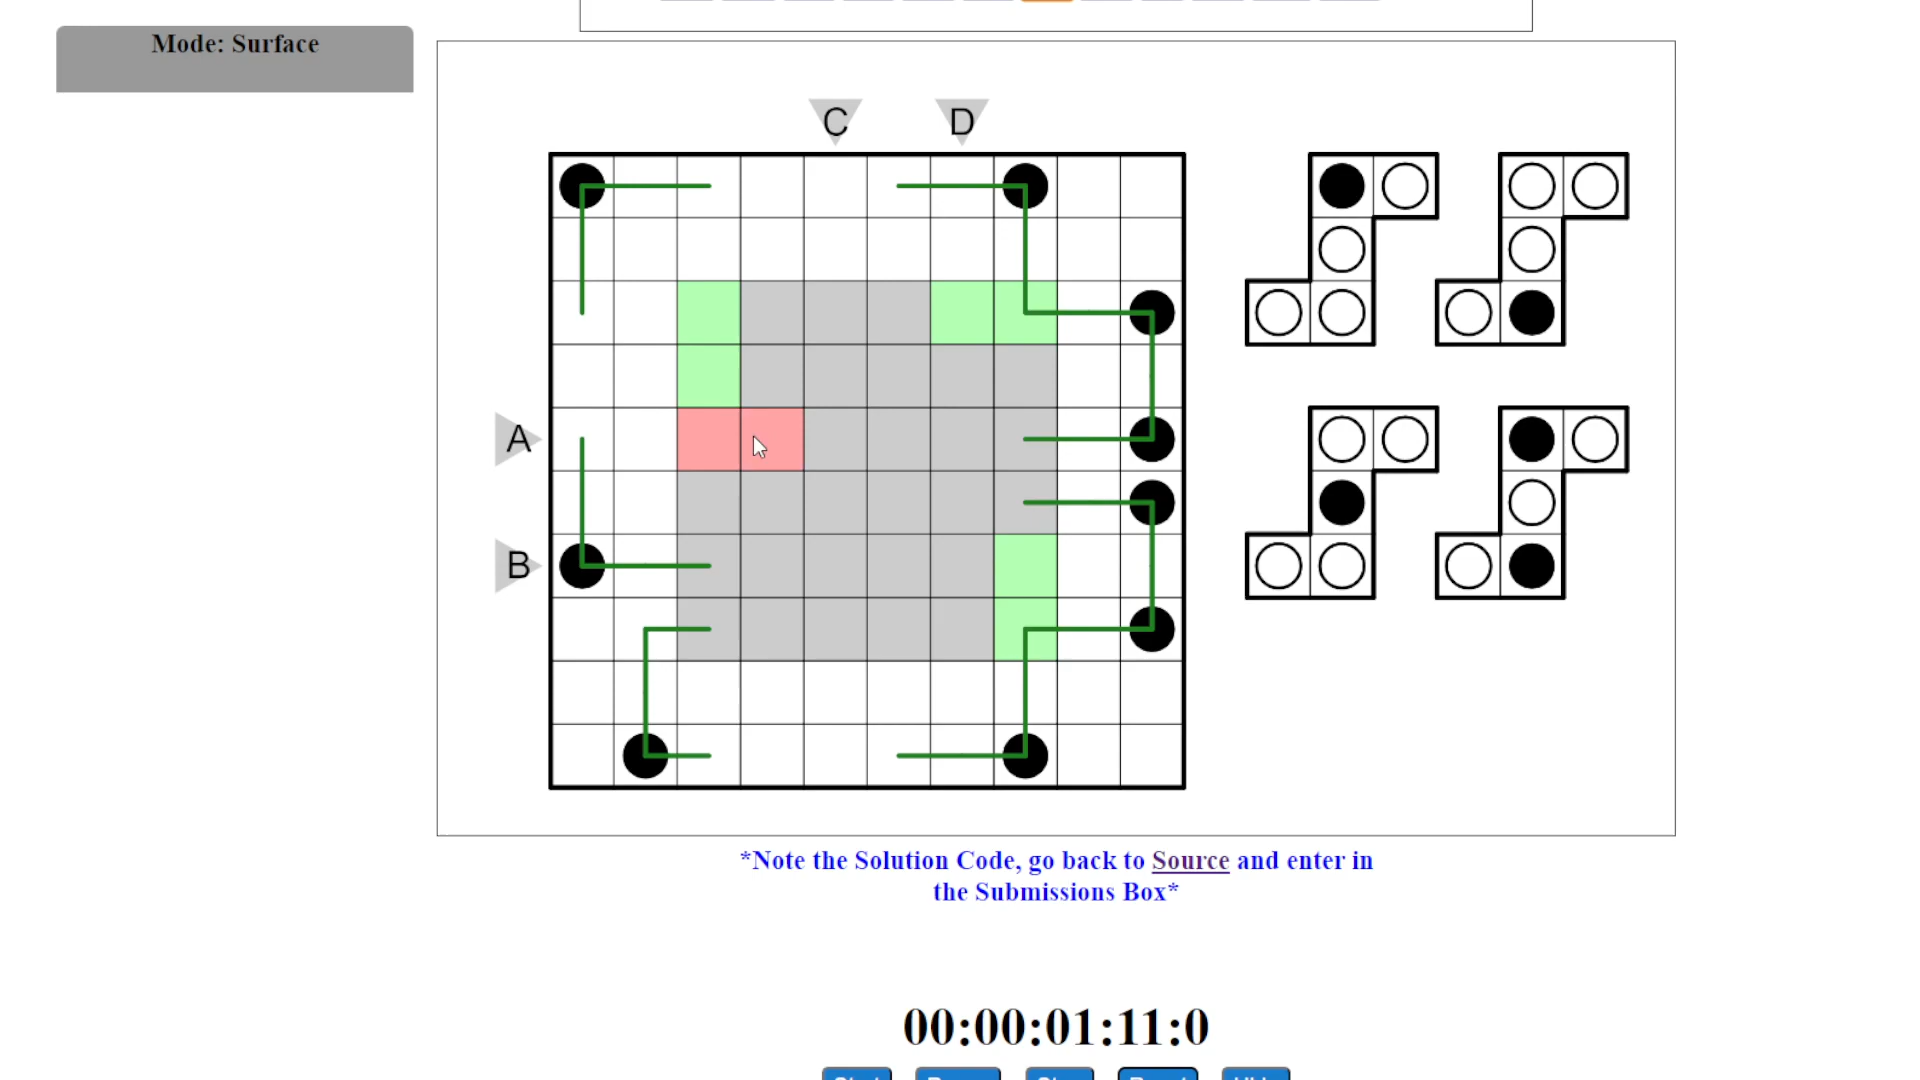 Mode: Surface
C D
A
B
*Note the Solution Code, go back to Source and enter in
the Submissions Box*
00:00:01:11:0